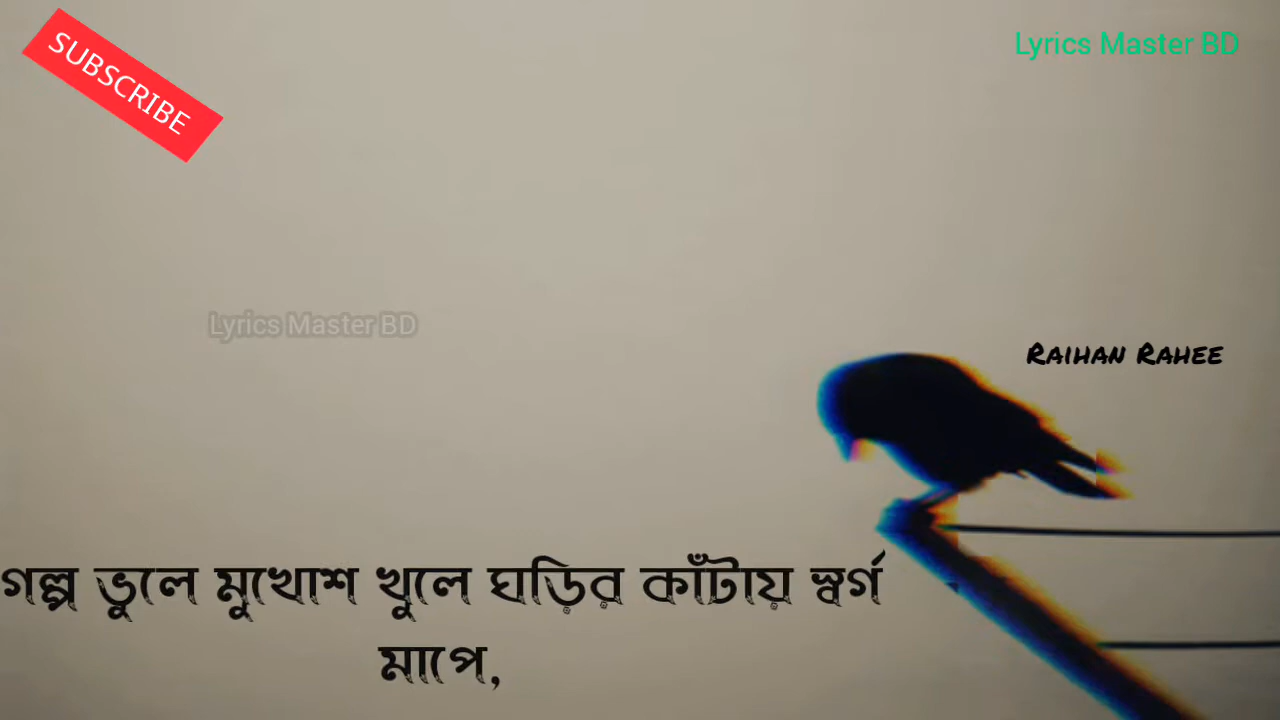 SUBSCRIBE
Lyrics Master BD
Lyrics Master BD
Raihan Rahee
গল্প ভুলে মুখোশ খুলে ঘড়ির কাঁটায় স্বর্গ
মাপে,